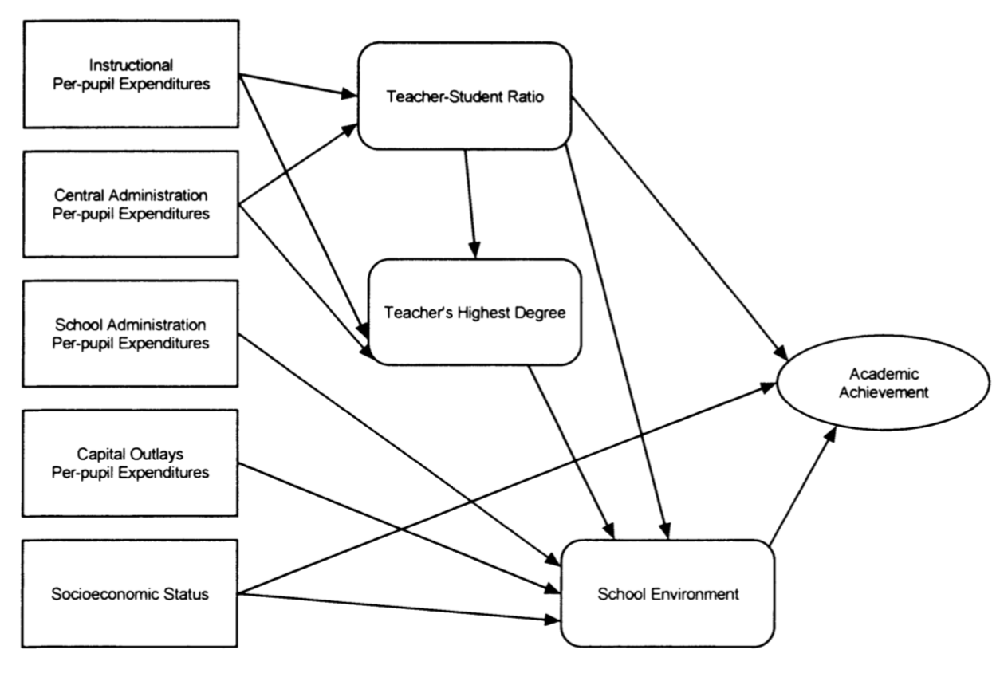 Instructional
Per-pupil Expenditures
Teacher-Student Ratio
Central Administration
Per-pupil Expenditures
School Administration
Per-pupil Expenditures
Teacher's Highest Degree
Academic
Achievement
Capital Outlays
Per-pupil Expenditures
Socioeconomic Status
School Environment